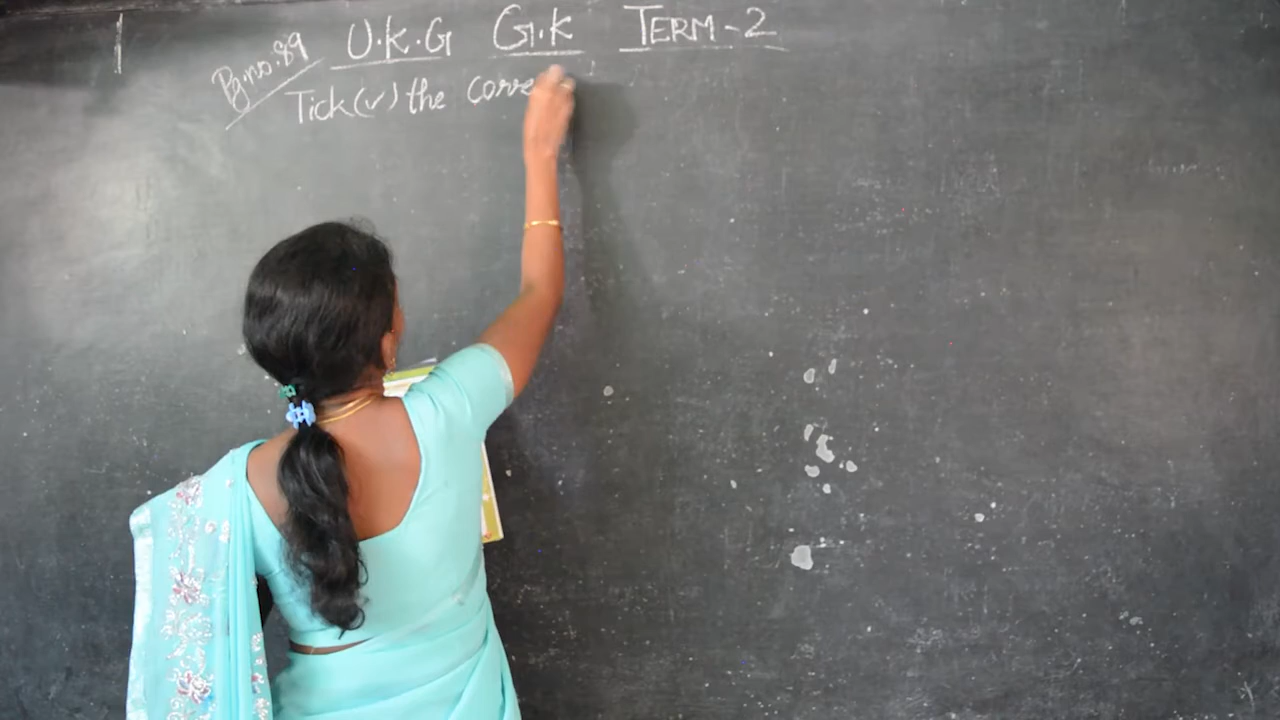 U.K.G G.K TERM-2
Pg.no:89
Tick(✓) the corre